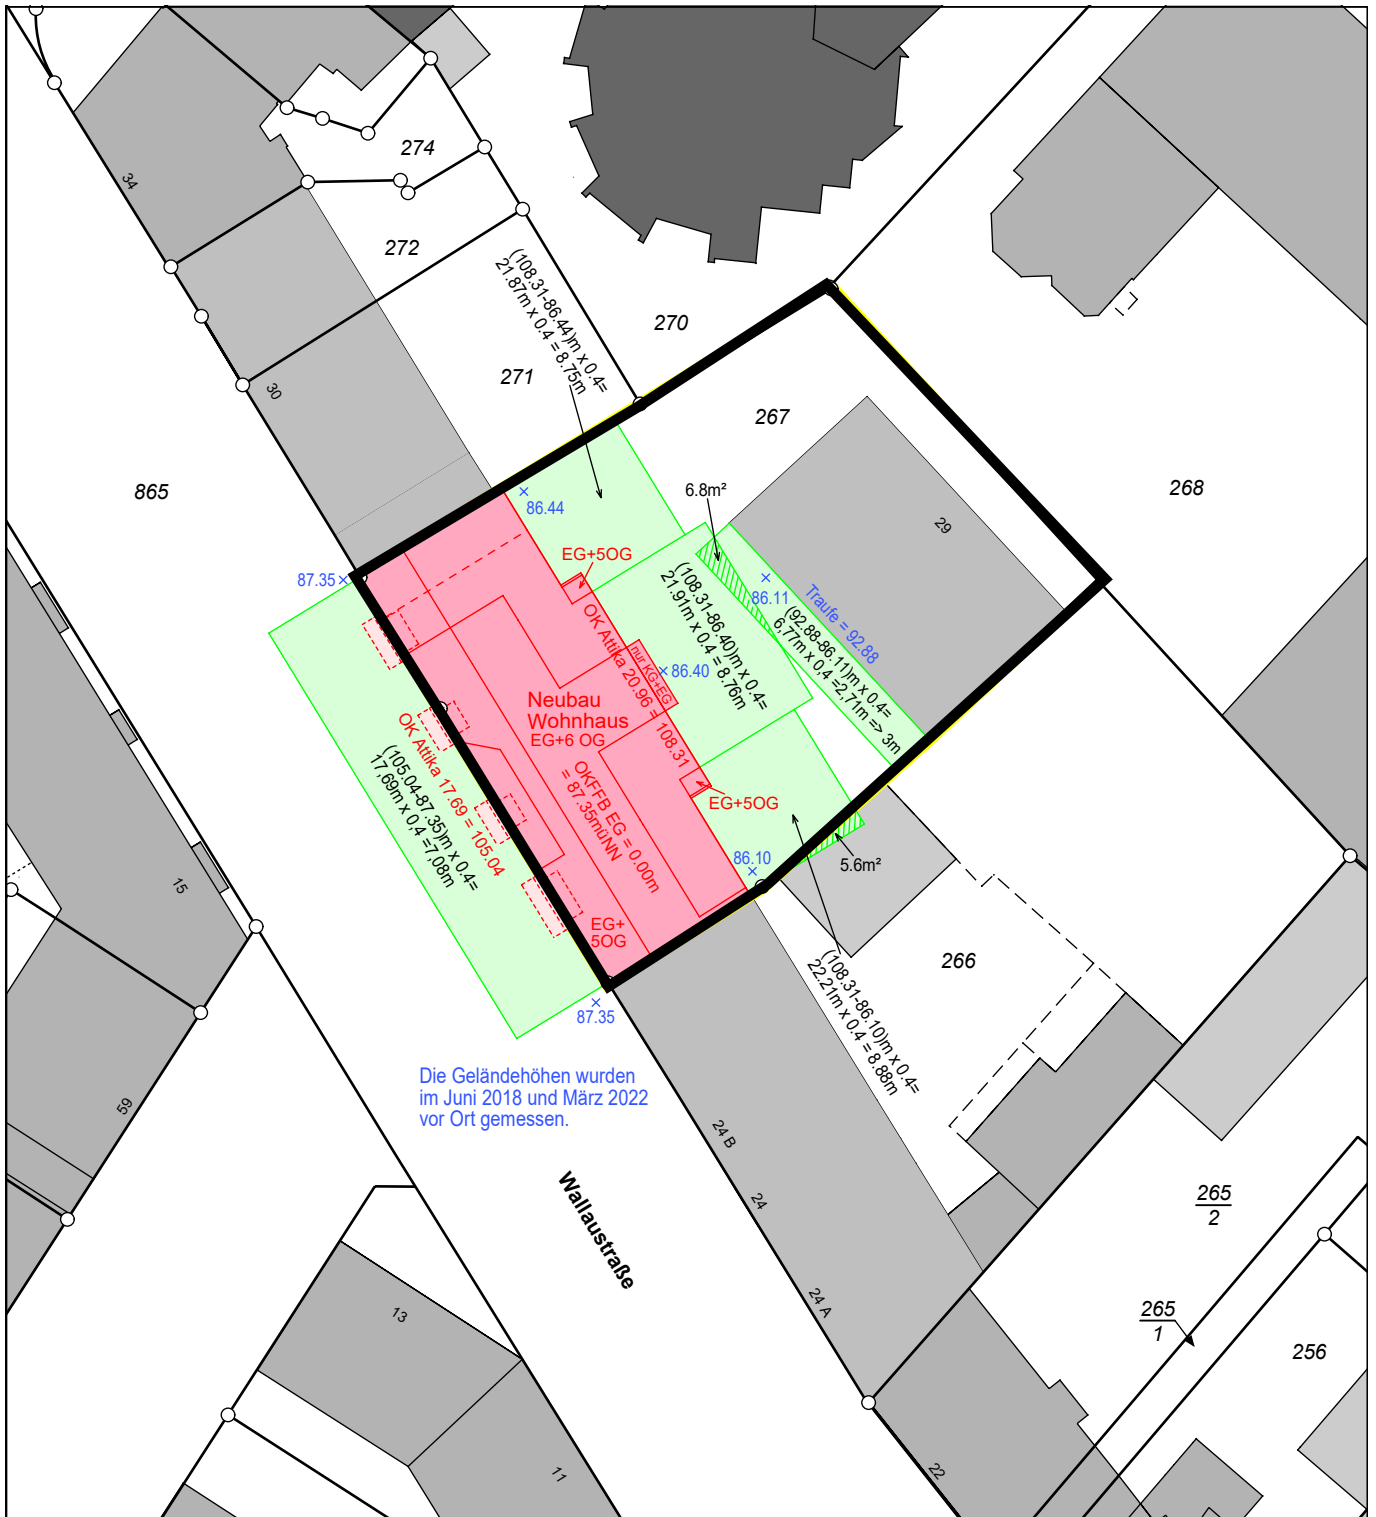 34
274
272
30
271
270
267
268
865
(108.31-86.44)m x 0.4=
21.87m x 0.4 = 8.75m
6.8m²
29
86.44
EG+5OG
87.35
86.11
Traufe = 92.88
(92.88-86.11)m x 0.4=
6,77m x 0.4 =2,71m => 3m
(108.31-86.40)m x 0.4=
21.91m x 0.4 = 8.76m
OK Attika 20.96 = 108.31
nur KG+EG
86.40
Neubau
Wohnhaus
EG+6 OG
OKFFB EG = 0.00m
= 87.35müNN
OK Attika 17.69 = 105.04
(105.04-87.35)m x 0.4=
17,69m x 0.4 =7,08m
EG+5OG
86.10
5.6m²
EG+
5OG
87.35
15
266
(108.31-86.10)m x 0.4=
22.21m x 0.4 = 8.88m
Die Geländehöhen wurden
im Juni 2018 und März 2022
vor Ort gemessen.
59
24 B
Wallaustraße
24
265
2
24 A
265
1
256
13
11
22